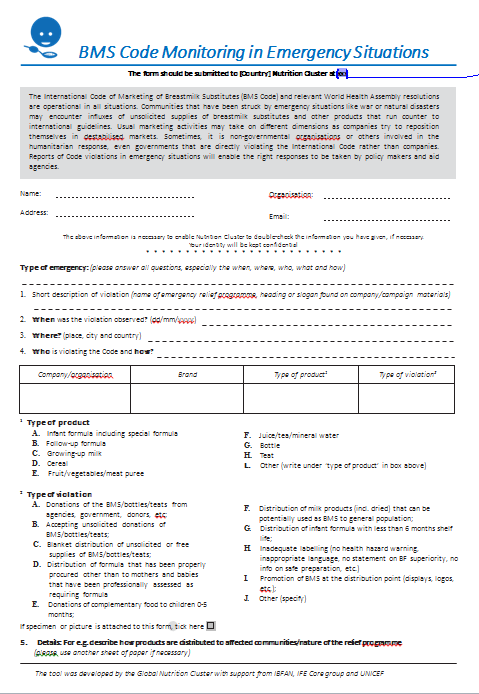 BMS Code Monitoring in Emergency Situations
The form should be submitted to [Country] Nutrition Cluster at
The International Code of Marketing of Breastmilk Substitutes (BMS Code) and relevant World Health Assembly resolutions
are operational in all situations. Communities that have been struck by emergency situations like war or natural disasters
may encounter influxes of unsolicited supplies of breastmilk substitutes and other products that run counter to
international guidelines. Usual marketing activities may take on different dimensions as companies try to reposition
themselves in destabilised markets. Sometimes, it is non-governmental organisations or others involved in the
humanitarian response, even governments that are directly violating the International Code rather than companies.
Reports of Code violations in emergency situations will enable the right responses to be taken by policy makers and aid
agencies.
Name: Organisation:
Address: Email:
The above information is necessary to enable Nutrition Cluster to double-check the information you have given, if necessary.
Your identity will be kept confidential
Type of emergency: (please answer all questions, especially the when, where, who, what and how)
1. Short description of violation (name of emergency relief programme, heading or slogan found on company/campaign materials)
2. When was the violation observed? (dd/mm/yyyy)
3. Where? (place, city and country)
4. Who is violating the Code and how?
Company/organisation Brand Type of product¹ Type of violation²
¹ Type of product
A. Infant formula including special formula
B. Follow-up formula
C. Growing-up milk
D. Cereal
E. Fruit/vegetables/meat puree
F. Juice/tea/mineral water
G. Bottle
H. Teat
I. Other (write under ‘type of product’ in box above)
² Type of violation
A. Donations of the BMS/bottles/teats from
agencies, government, donors, etc;
B. Accepting unsolicited donations of
BMS/bottles/teats;
C. Blanket distribution of unsolicited or free
supplies of BMS/bottles/teats;
D. Distribution of formula that has been properly
procured other than to mothers and babies
that have been professionally assessed as
requiring formula
E. Donations of complementary food to children 0-5
months;
F. Distribution of milk products (incl. dried) that can be
potentially used as BMS to general population;
G. Distribution of infant formula with less than 6 months shelf
life;
H Inadequate labelling (no health hazard warning,
inappropriate language, no statement on BF superiority, no
info on safe preparation, etc.)
I Promotion of BMS at the distribution point (displays, logos,
etc);
J. Other (specify)
If specimen or picture is attached to this form, tick here
5. Details: For e.g. describe how products are distributed to affected communities/nature of the relief programme
(please, use another sheet of paper if necessary)
The tool was developed by the Global Nutrition Cluster with support from IBFAN, IFE Core group and UNICEF